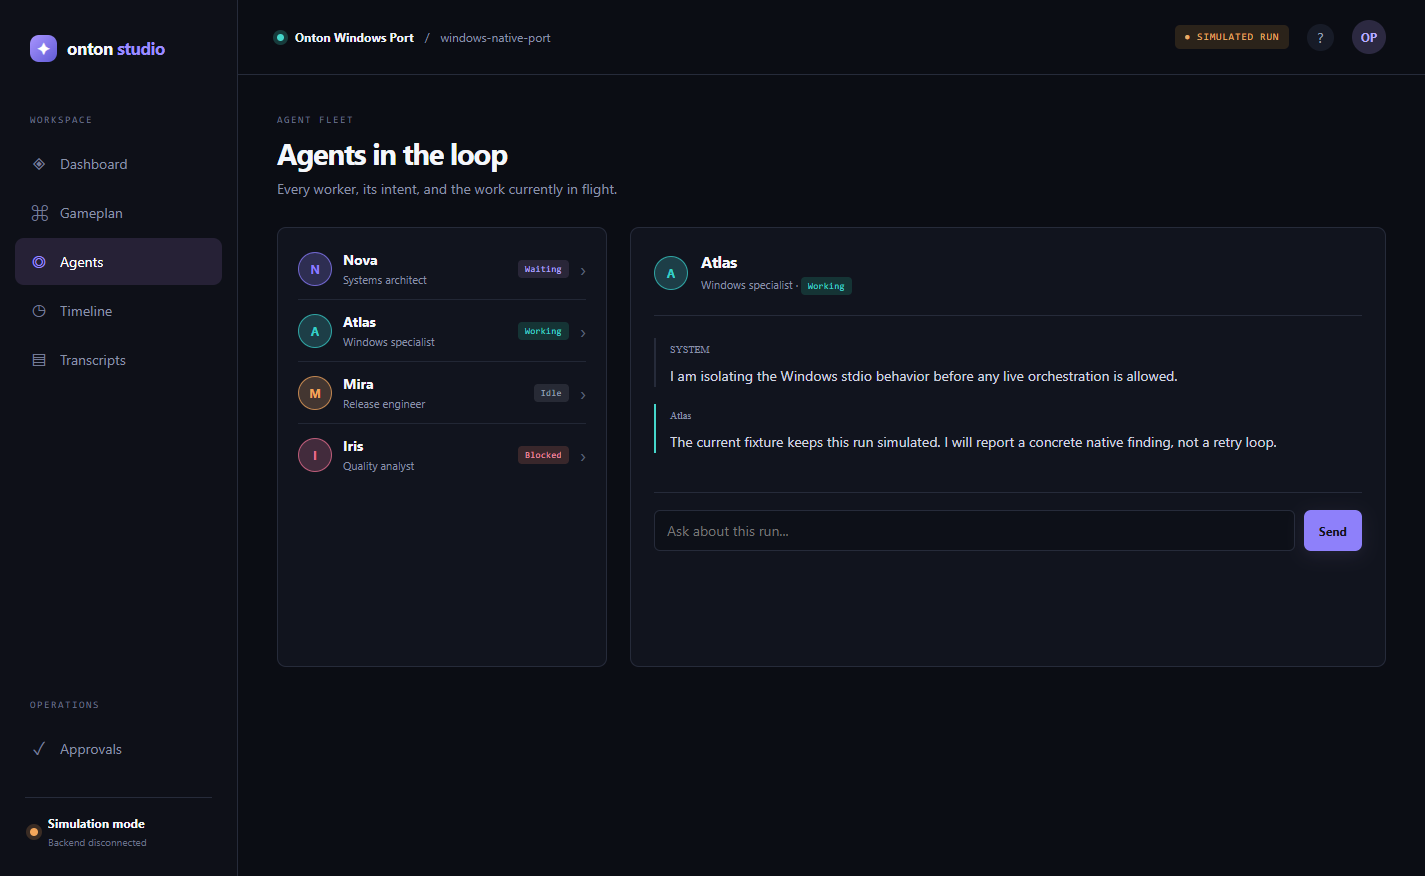 onton studio
WORKSPACE
Dashboard
Gameplan
Agents
Timeline
Transcripts
OPERATIONS
Approvals
Simulation mode
Backend disconnected
Onton Windows Port / windows-native-port
SIMULATED RUN
?
OP
AGENT FLEET
Agents in the loop
Every worker, its intent, and the work currently in flight.
N
Nova
Systems architect
Waiting
A
Atlas
Windows specialist
Working
M
Mira
Release engineer
Idle
I
Iris
Quality analyst
Blocked
A
Atlas
Windows specialist · Working
SYSTEM
I am isolating the Windows stdio behavior before any live orchestration is allowed.
Atlas
The current fixture keeps this run simulated. I will report a concrete native finding, not a retry loop.
Ask about this run...
Send